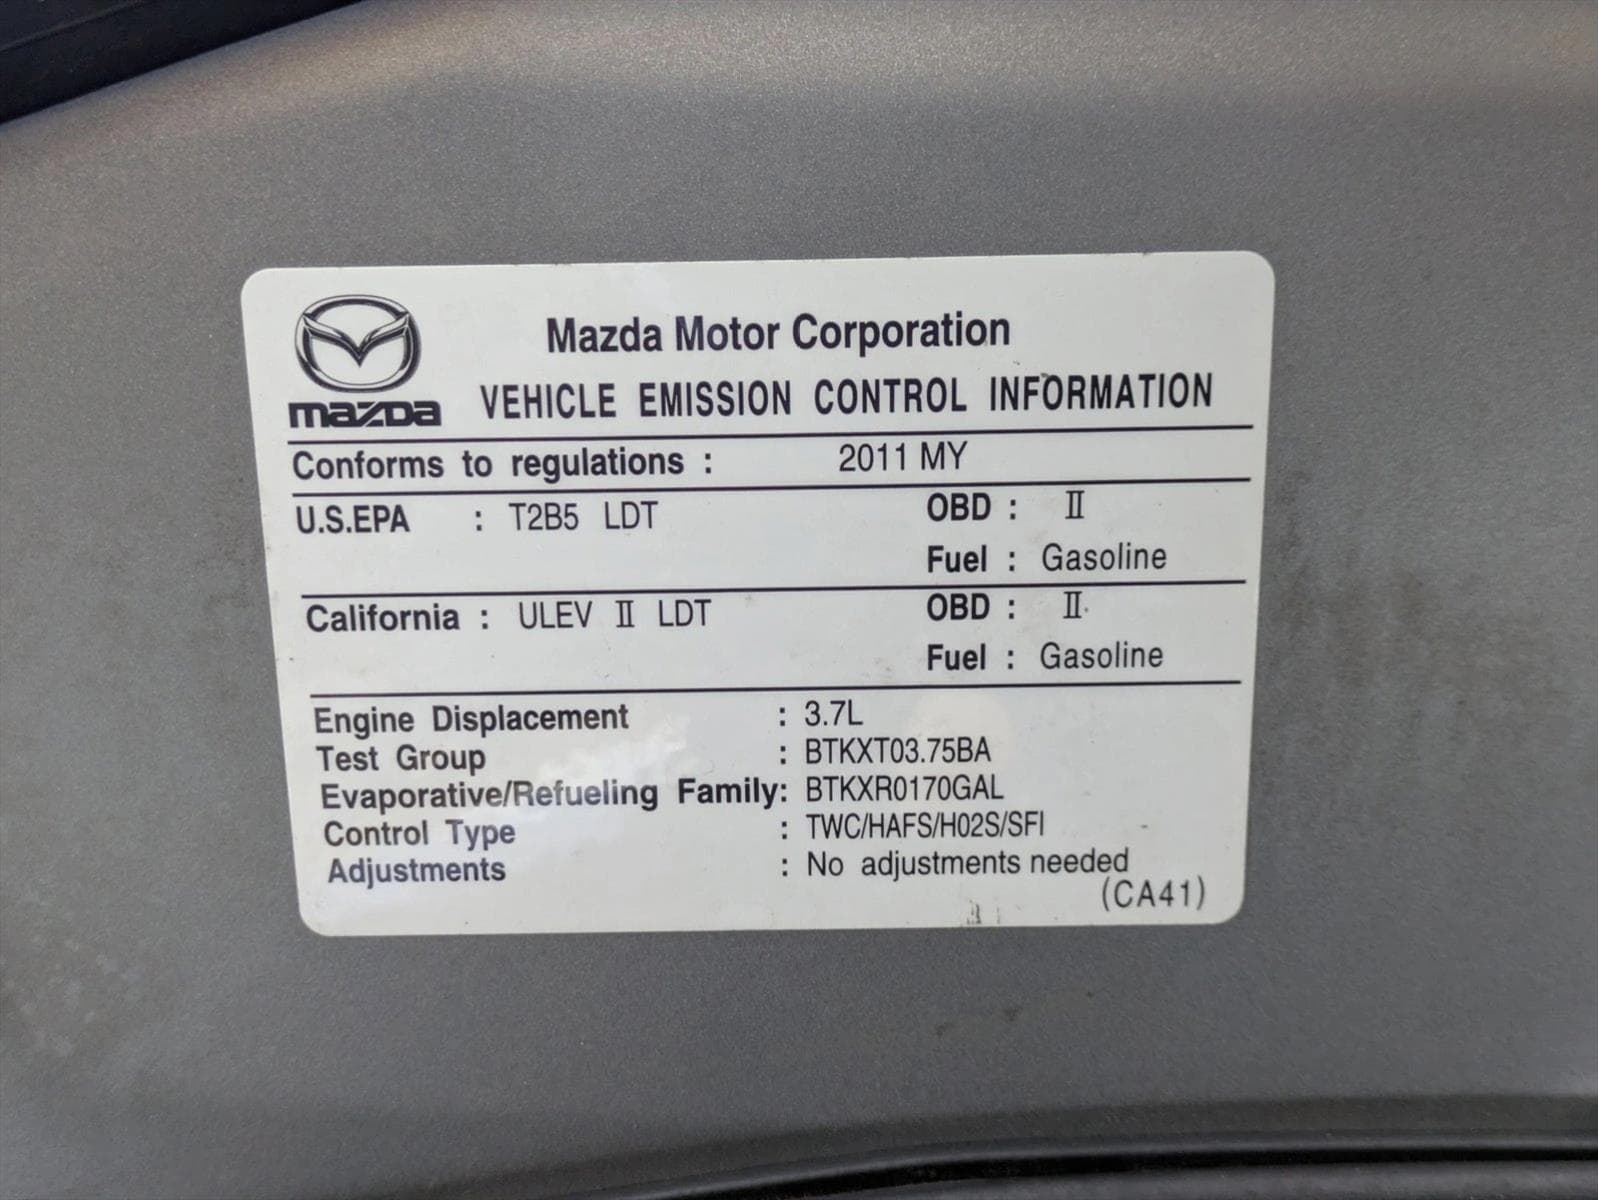 mazda
Mazda Motor Corporation
VEHICLE EMISSION CONTROL INFORMATION
Conforms to regulations : 2011 MY
U.S.EPA : T2B5 LDT OBD : II
Fuel : Gasoline
California : ULEV II LDT OBD : II
Fuel : Gasoline
Engine Displacement : 3.7L
Test Group : BTKXT03.75BA
Evaporative/Refueling Family: BTKXR0170GAL
Control Type : TWC/HAFS/H02S/SFI
Adjustments : No adjustments needed
(CA41)